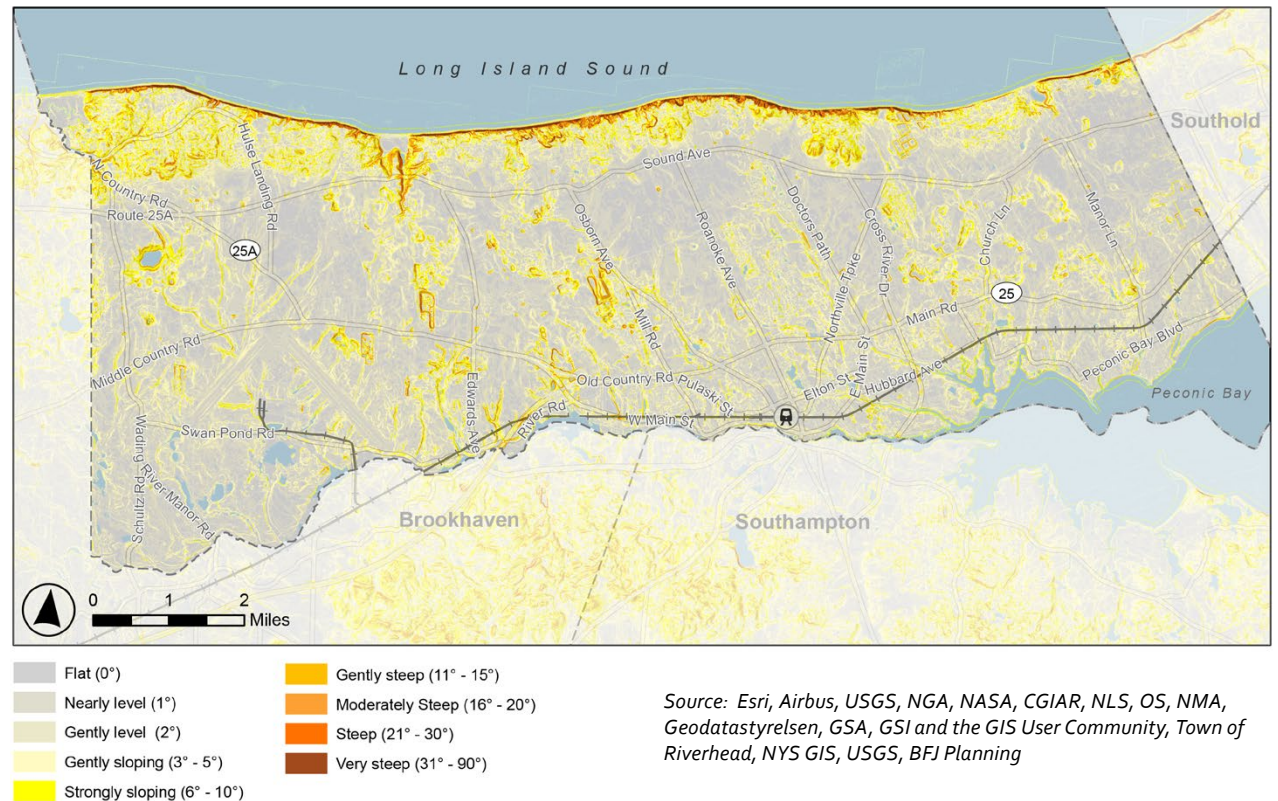 Long Island Sound
Southold
Hulse Landing Rd
N Country Rd
Route 25A
25A
Sound Ave
Osborn Ave
Roanoke Ave
Doctors Path
Cross River Dr
Northville Tpke
Church Ln
Manor Ln
25
Main Rd
Mill Rd
Middle Country Rd
Edwards Ave
Old Country Rd
Pulaski St
Elton St
E Main St
Hubbard Ave
Peconic Bay Blvd
Peconic Bay
River Rd
W Main St
Swan Pond Rd
Wading
River Manor Rd
Schultz Rd
Brookhaven
Southampton
0 1 2
Miles
Flat (0°)
Nearly level (1°)
Gently level (2°)
Gently sloping (3° - 5°)
Strongly sloping (6° - 10°)
Gently steep (11° - 15°)
Moderately Steep (16° - 20°)
Steep (21° - 30°)
Very steep (31° - 90°)
Source: Esri, Airbus, USGS, NGA, NASA, CGIAR, NLS, OS, NMA,
Geodatastyrelsen, GSA, GSI and the GIS User Community, Town of
Riverhead, NYS GIS, USGS, BFJ Planning